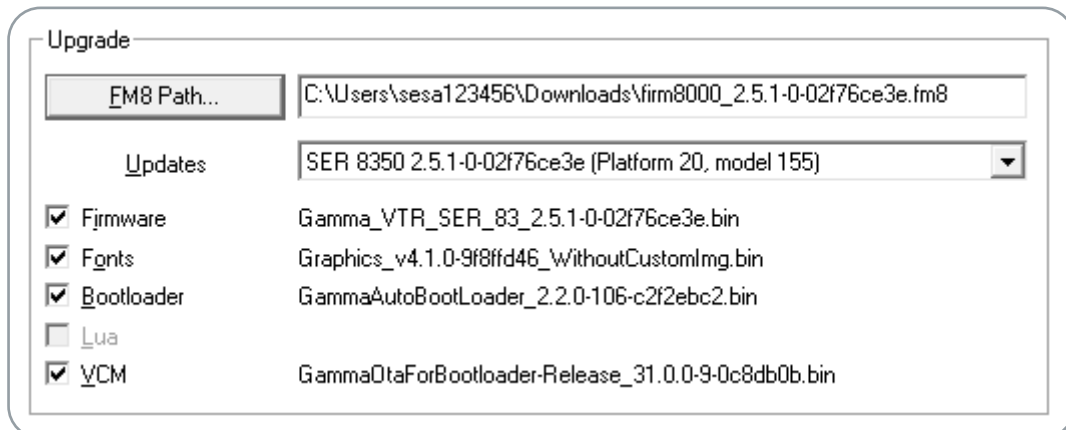 Upgrade
FM8 Path... C:\Users\sesa123456\Downloads\firm8000_2.5.1-0-02f76ce3e.fm8
Updates SER 8350 2.5.1-0-02f76ce3e (Platform 20, model 155)
Firmware Gamma_VTR_SER_83_2.5.1-0-02f76ce3e.bin
Fonts Graphics_v4.1.0-9f8ffd46_WithoutCustomImg.bin
Bootloader GammaAutoBootLoader_2.2.0-106-c2f2ebc2.bin
Lua
VCM GammaOtaForBootloader-Release_31.0.0-9-0c8db0b.bin